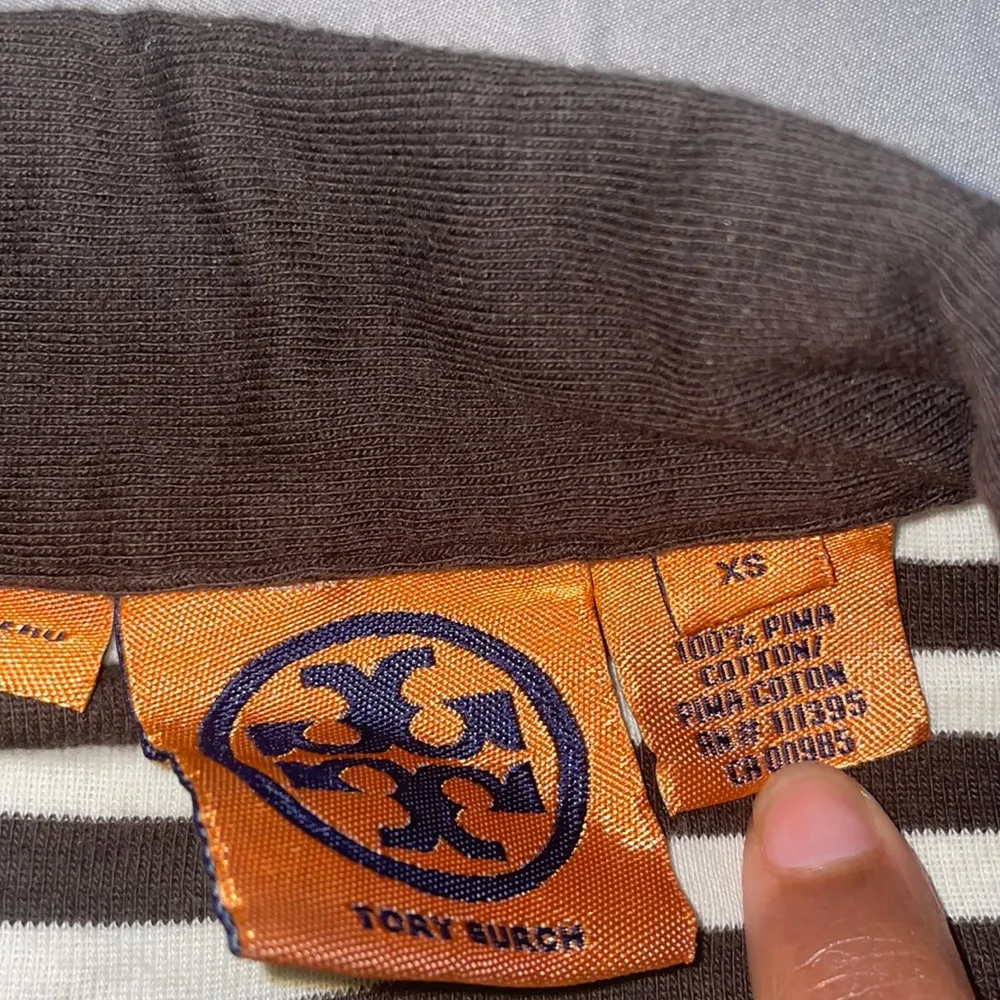 TORY BURCH
XS
100% PIMA
COTTON/
PIMA COTON
RN# 111395
CA 00985